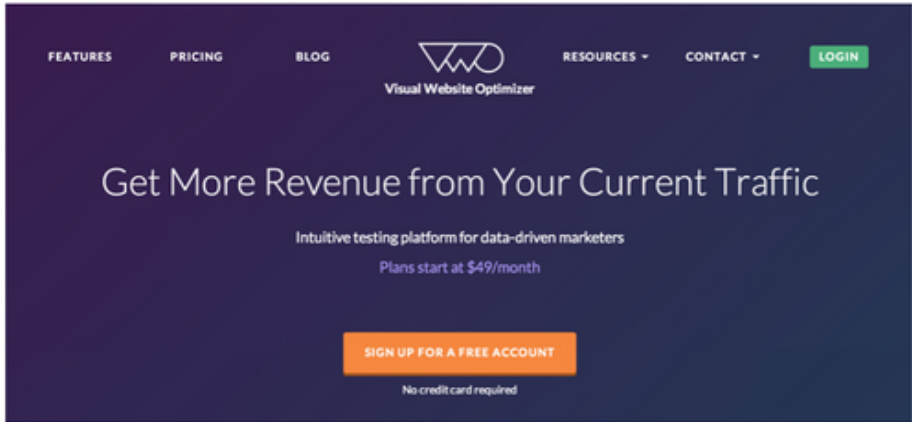 FEATURES PRICING BLOG VWO RESOURCES CONTACT LOGIN
Visual Website Optimizer
Get More Revenue from Your Current Traffic
Intuitive testing platform for data-driven marketers
Plans start at $49/month
SIGN UP FOR A FREE ACCOUNT
No credit card required